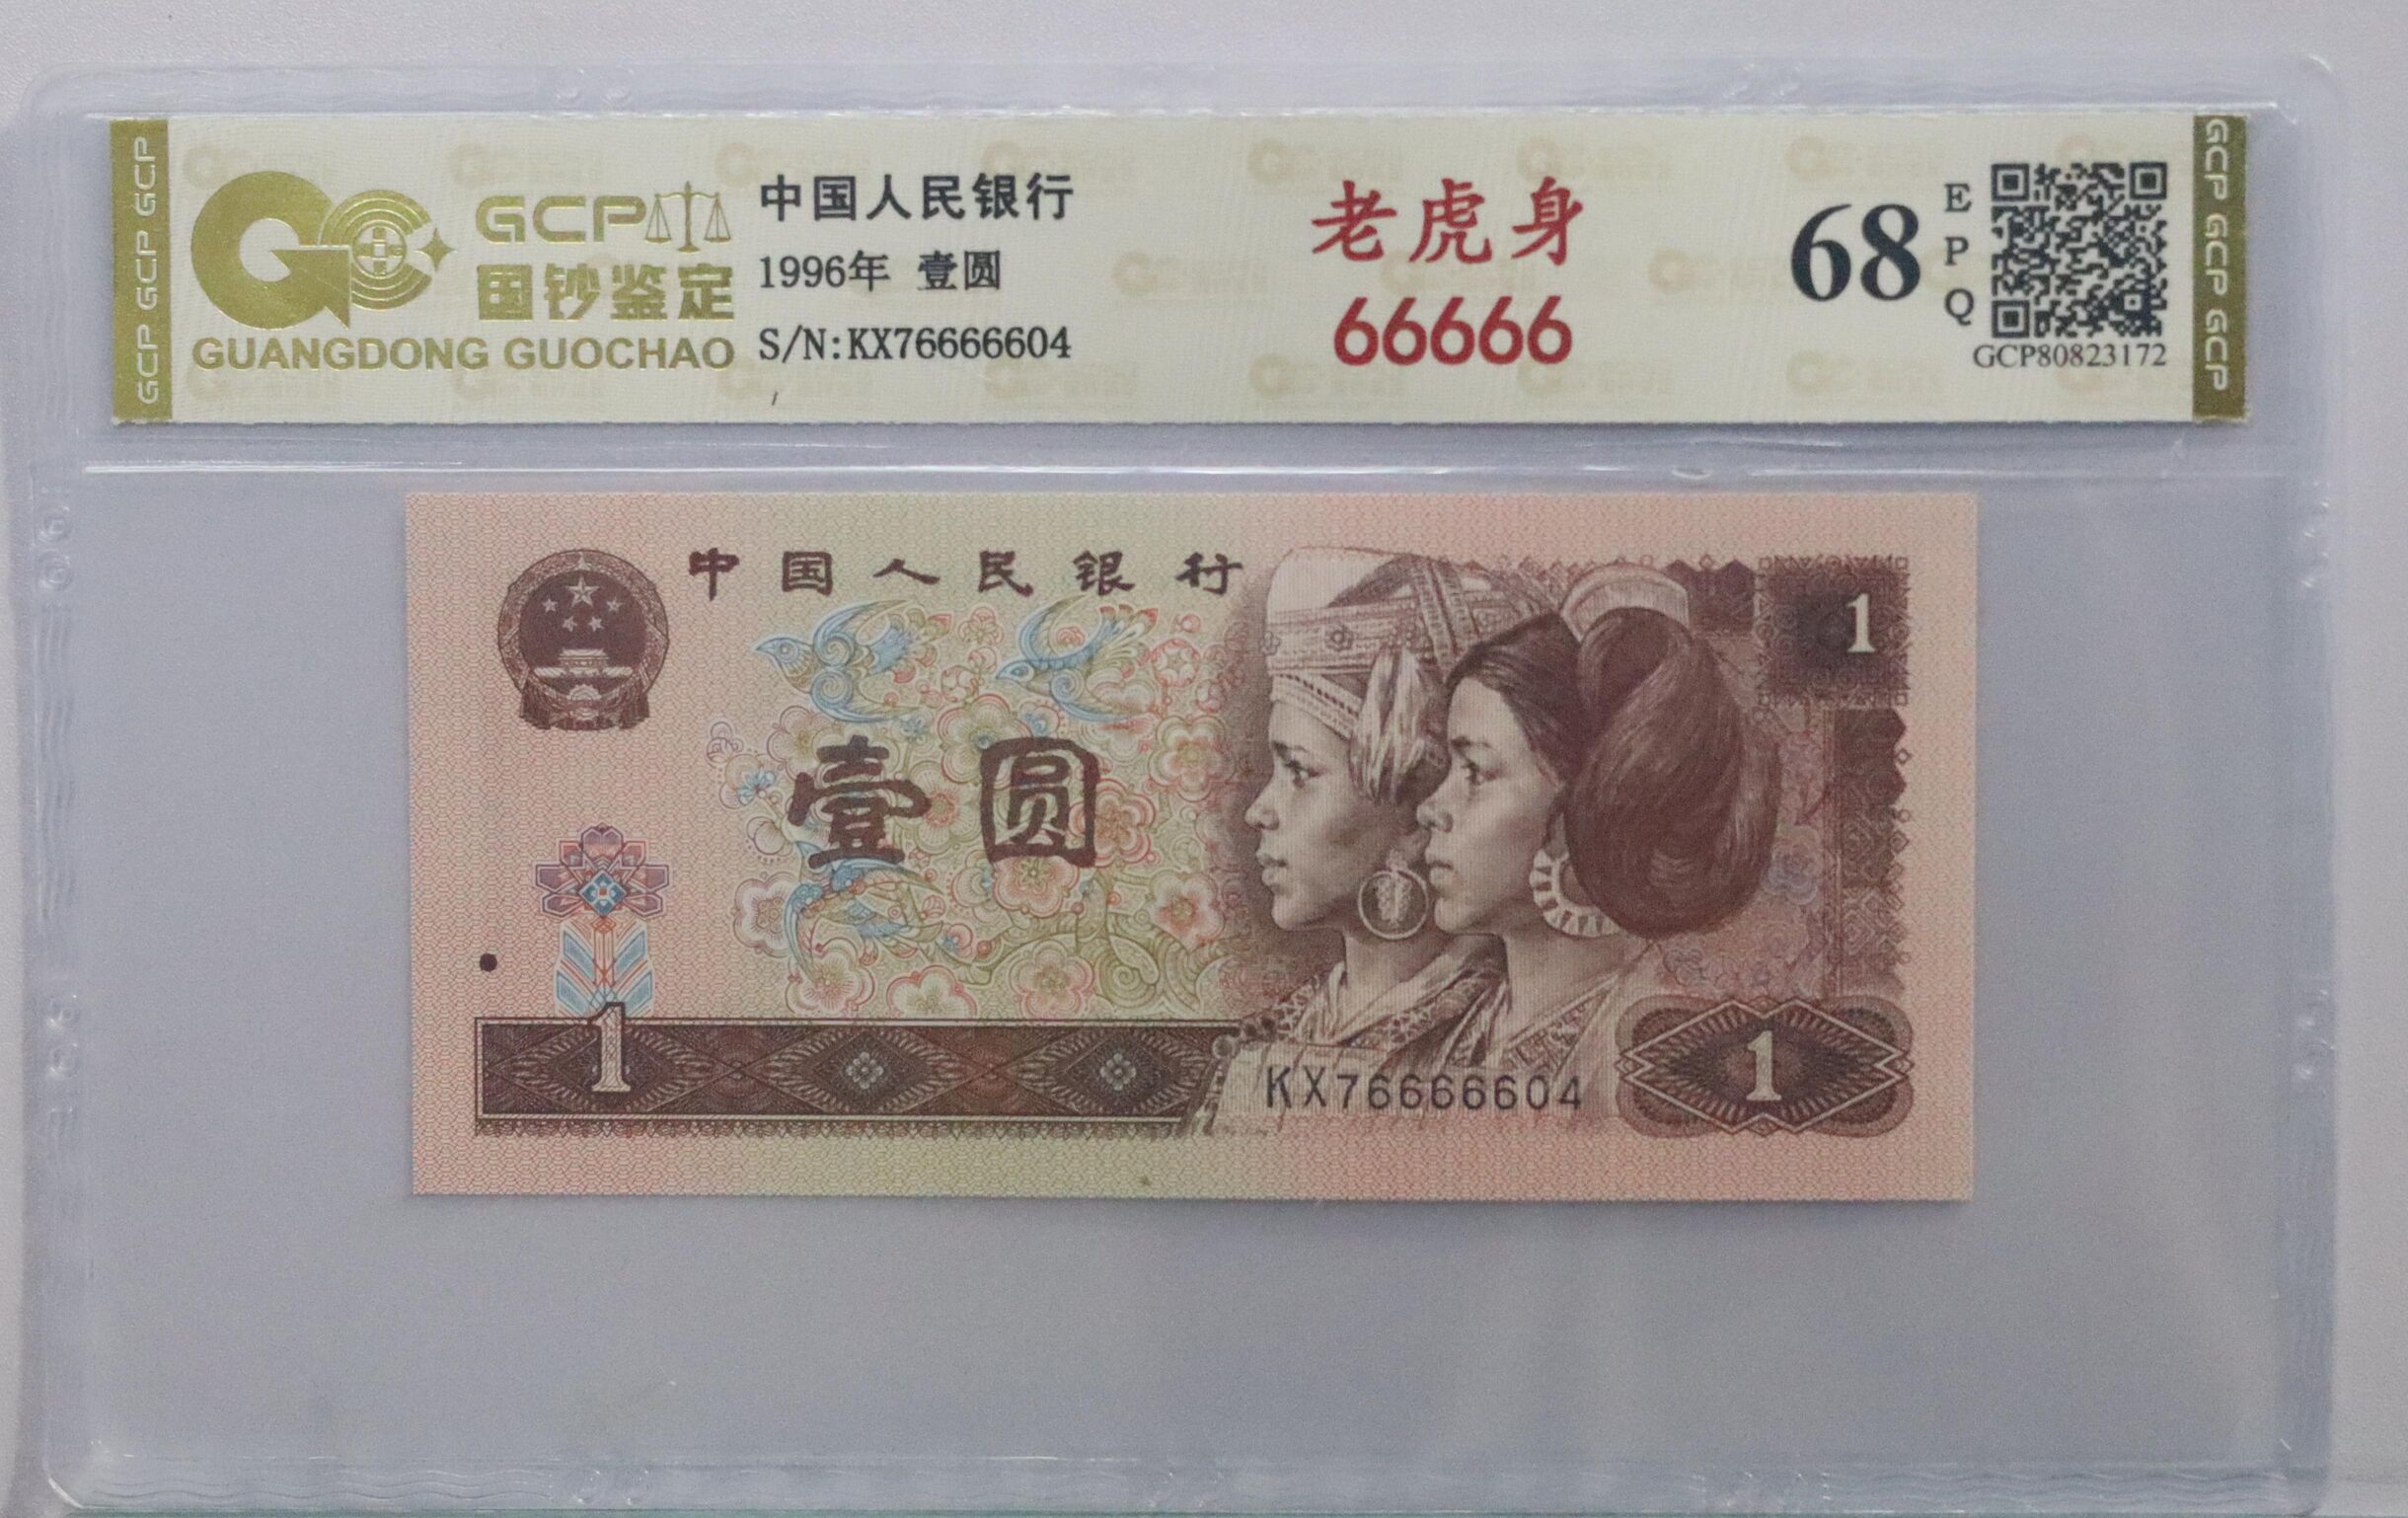 GCP GCP GCP
GCP
国钞鉴定
GUANGDONG GUOCHAO
中国人民银行
1996年 壹圆
S/N:KX76666604
老虎身
66666
68
EPQ
GCP80823172
GCP GCP GCP
中国人民银行
1
壹圆
1
KX76666604
1